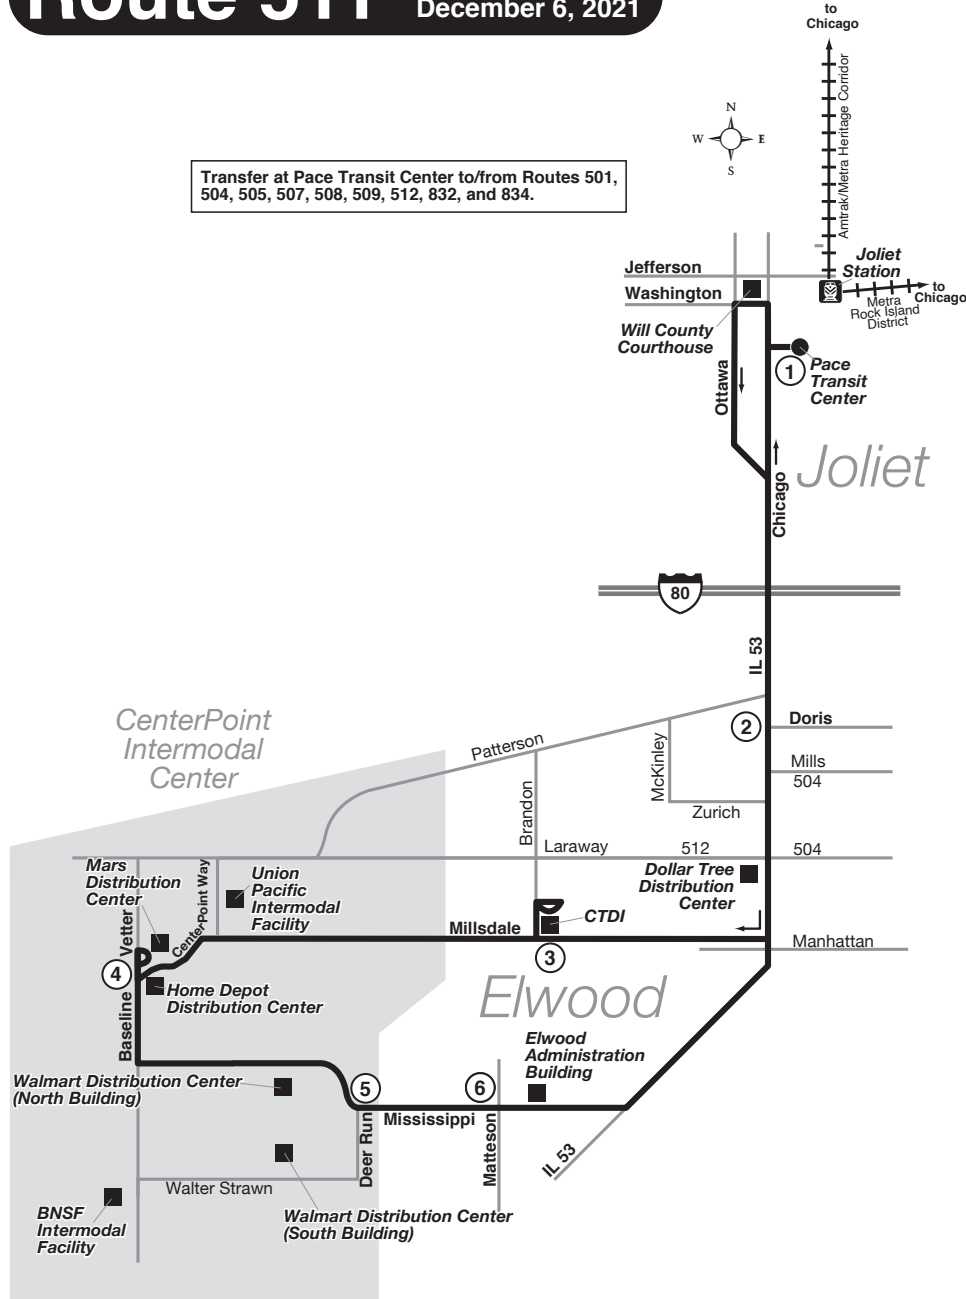 Route 511
December 6, 2021
to
Chicago
Amtrak/Metra Heritage Corridor
N
W
E
S
Transfer at Pace Transit Center to/from Routes 501,
504, 505, 507, 508, 509, 512, 832, and 834.
Jefferson
Washington
Joliet
Station
to
Chicago
Metra
Rock Island
District
Will County
Courthouse
1
Pace
Transit
Center
Ottawa
Joliet
Chicago
80
IL 53
CenterPoint
Intermodal
Center
2
Doris
Patterson
McKinley
Mills
504
Brandon
Zurich
Laraway
512
504
Mars
Distribution
Center
CenterPoint Way
Union
Pacific
Intermodal
Facility
Dollar Tree
Distribution
Center
Vetter
Millsdale
CTDI
Manhattan
3
4
Home Depot
Distribution Center
Elwood
Baseline
Elwood
Administration
Building
Walmart Distribution Center
(North Building)
5
6
Mississippi
Deer Run
Matteson
IL 53
Walter Strawn
BNSF
Intermodal
Facility
Walmart Distribution Center
(South Building)